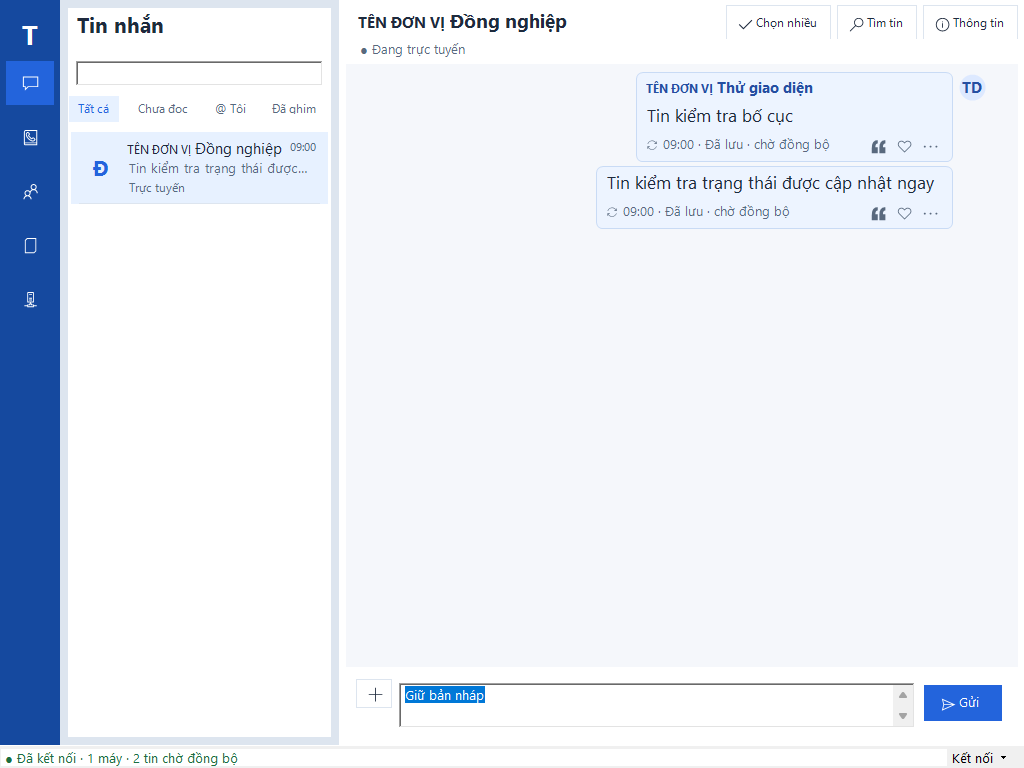 T
Tin nhắn
Tất cả Chưa đọc @ Tôi Đã ghim
Đ
TÊN ĐƠN VỊ Đồng nghiệp 09:00
Tin kiểm tra trạng thái được...
Trực tuyến
TÊN ĐƠN VỊ Đồng nghiệp
● Đang trực tuyến
Chọn nhiều
Tìm tin
Thông tin
TÊN ĐƠN VỊ Thử giao diện
TD
Tin kiểm tra bố cục
09:00 · Đã lưu · chờ đồng bộ
Tin kiểm tra trạng thái được cập nhật ngay
09:00 · Đã lưu · chờ đồng bộ
Giữ bản nháp
Gửi
● Đã kết nối · 1 máy · 2 tin chờ đồng bộ
Kết nối